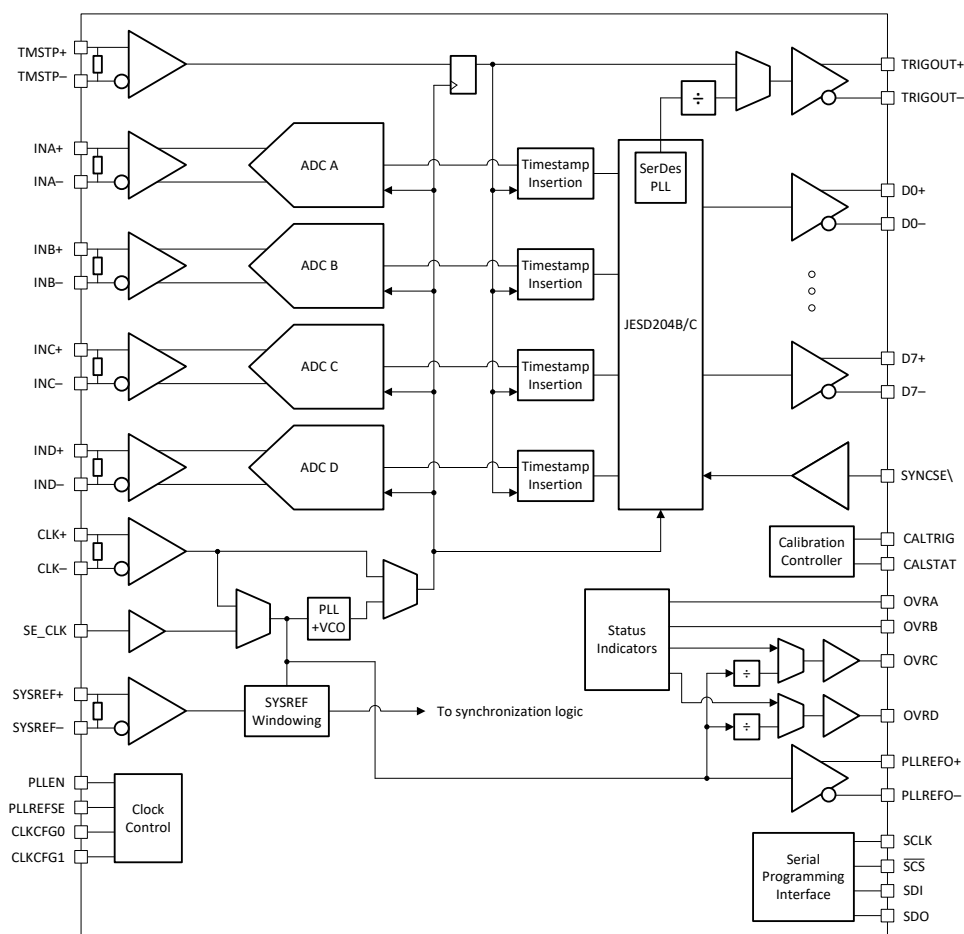 TMSTP+
TMSTP–
TRIGOUT+
TRIGOUT–
÷
INA+
INA–
ADC A
Timestamp
Insertion
SerDes
PLL
D0+
D0–
INB+
INB–
ADC B
Timestamp
Insertion
JESD204B/C
INC+
INC–
ADC C
Timestamp
Insertion
D7+
D7–
IND+
IND–
ADC D
Timestamp
Insertion
SYNCSE\
CLK+
CLK–
Calibration
Controller
CALTRIG
CALSTAT
SE_CLK
PLL
+VCO
Status
Indicators
OVRA
OVRB
OVRC
÷
OVRD
÷
SYSREF+
SYSREF–
SYSREF
Windowing
To synchronization logic
PLLREFO+
PLLREFO–
PLLEN
PLLREFSE
CLKCFG0
CLKCFG1
Clock
Control
Serial
Programming
Interface
SCLK
SCS
SDI
SDO